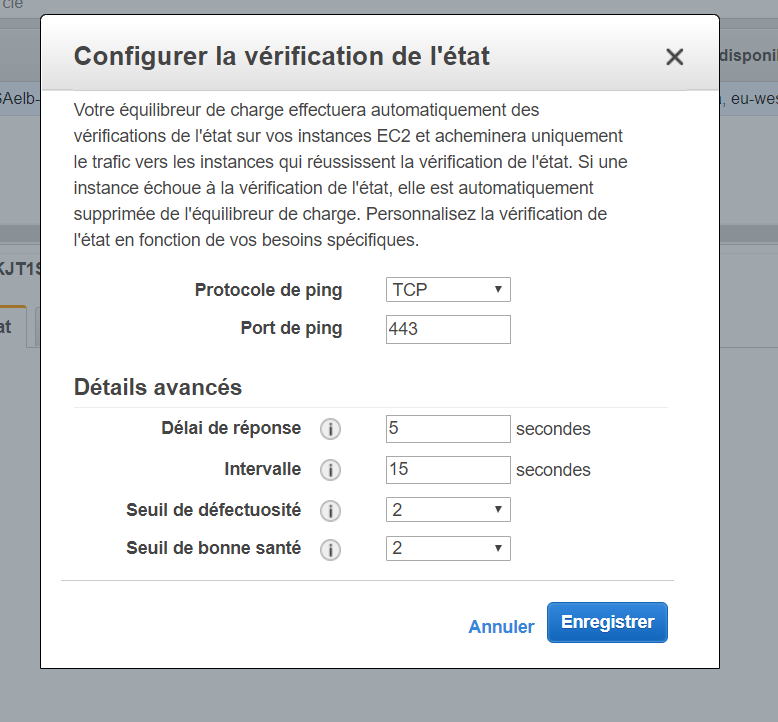 clé
Configurer la vérification de l'état
disponi
SAelb-
, eu-wes
Votre équilibreur de charge effectuera automatiquement des
vérifications de l'état sur vos instances EC2 et acheminera uniquement
le trafic vers les instances qui réussissent la vérification de l'état. Si une
instance échoue à la vérification de l'état, elle est automatiquement
supprimée de l'équilibreur de charge. Personnalisez la vérification de
l'état en fonction de vos besoins spécifiques.
KJT1S
Protocole de ping TCP
at
Port de ping 443
Détails avancés
Délai de réponse i 5 secondes
Intervalle i 15 secondes
Seuil de défectuosité i 2
Seuil de bonne santé i 2
Annuler Enregistrer